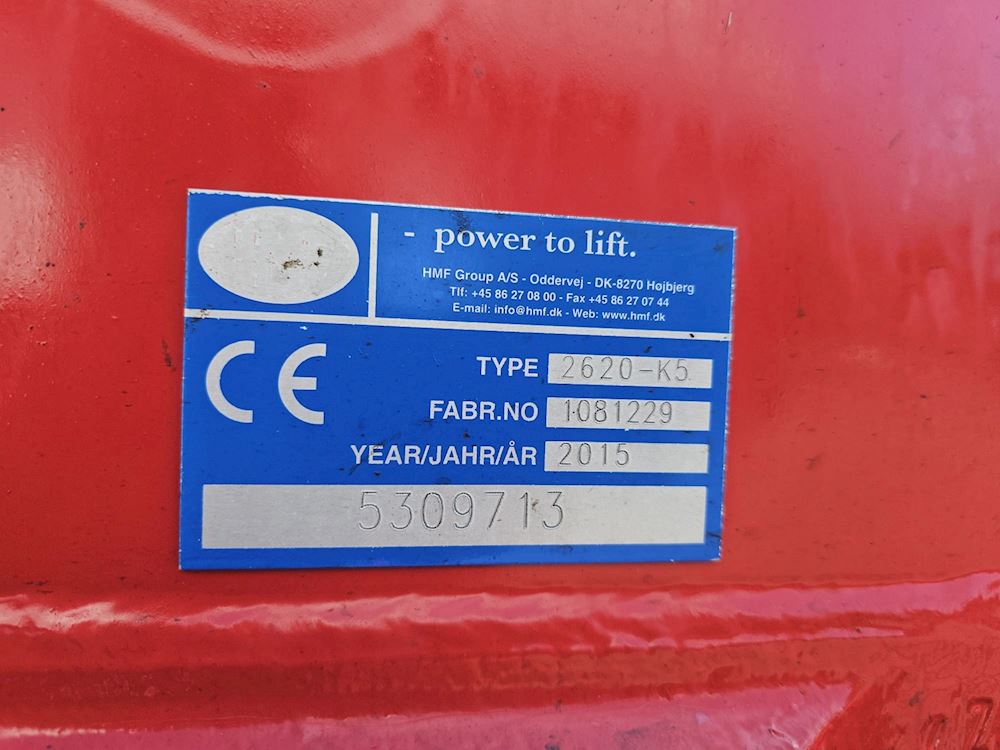 - power to lift.
HMF Group A/S - Oddervej - DK-8270 Højbjerg
Tlf: +45 86 27 08 00 - Fax +45 86 27 07 44
E-mail: info@hmf.dk - Web: www.hmf.dk
CE
TYPE 2620-K5
FABR.NO 1081229
YEAR/JAHR/ÅR 2015
5309713